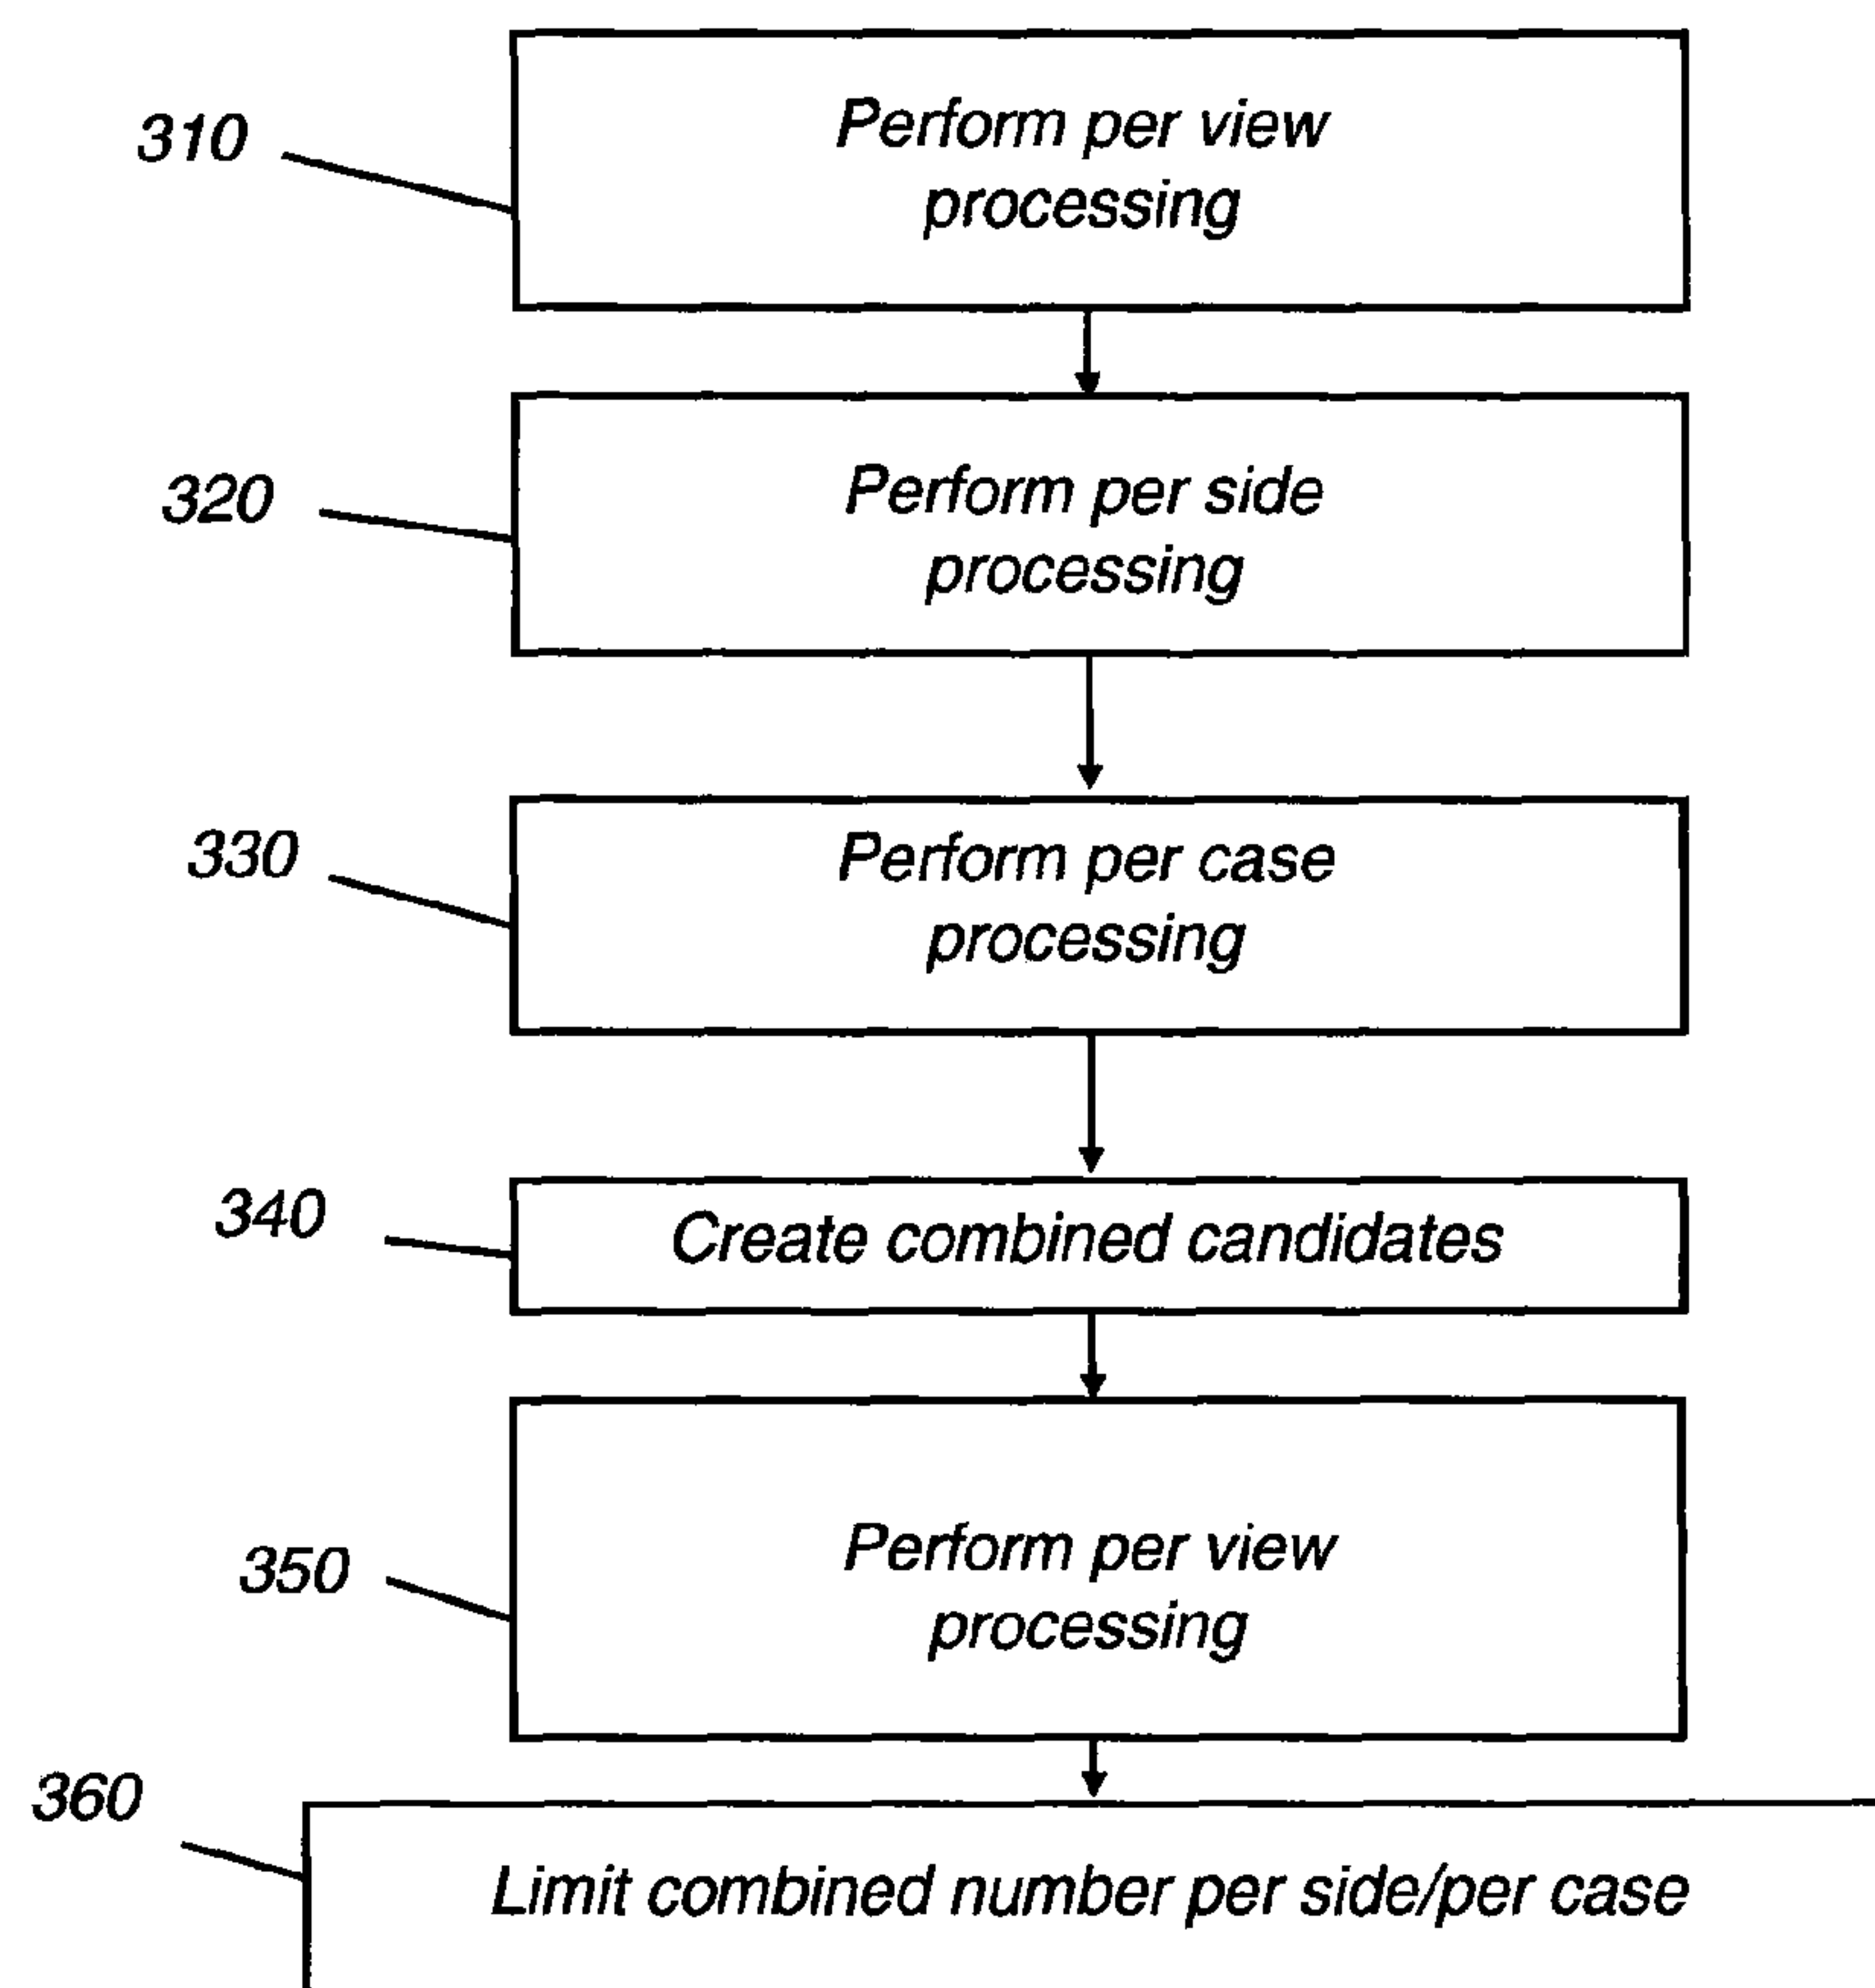 310
Perform per view
processing
320
Perform per side
processing
330
Perform per case
processing
340
Create combined candidates
350
Perform per view
processing
360
Limit combined number per side/per case